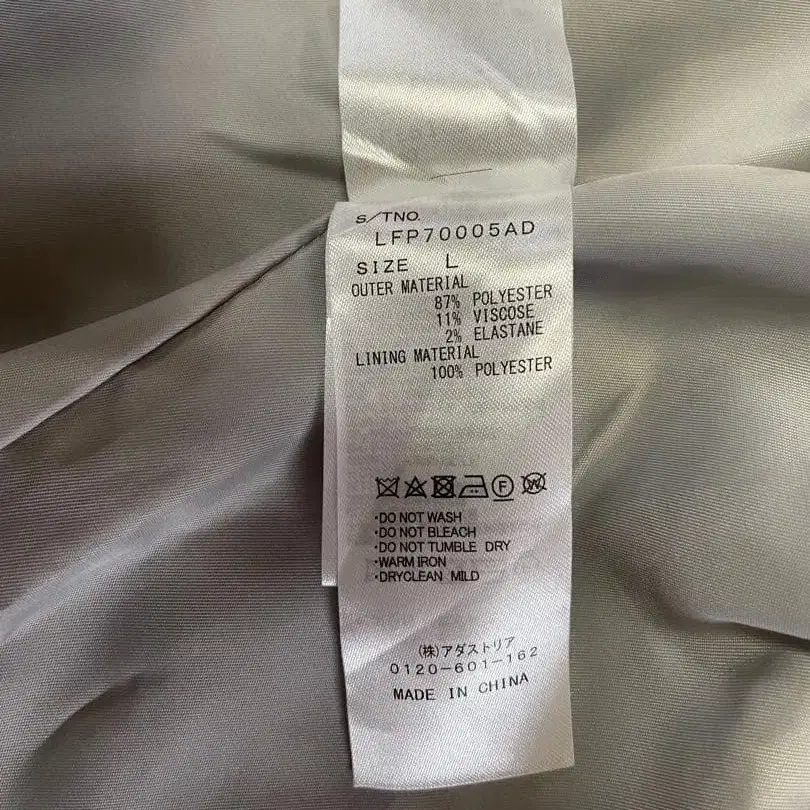 S/TNO.
LFP70005AD
SIZE L
OUTER MATERIAL
87% POLYESTER
11% VISCOSE
2% ELASTANE
LINING MATERIAL
100% POLYESTER
F W
・DO NOT WASH
・DO NOT BLEACH
・DO NOT TUMBLE DRY
・WARM IRON
・DRYCLEAN MILD
(株)アダストリア
0120-601-162
MADE IN CHINA